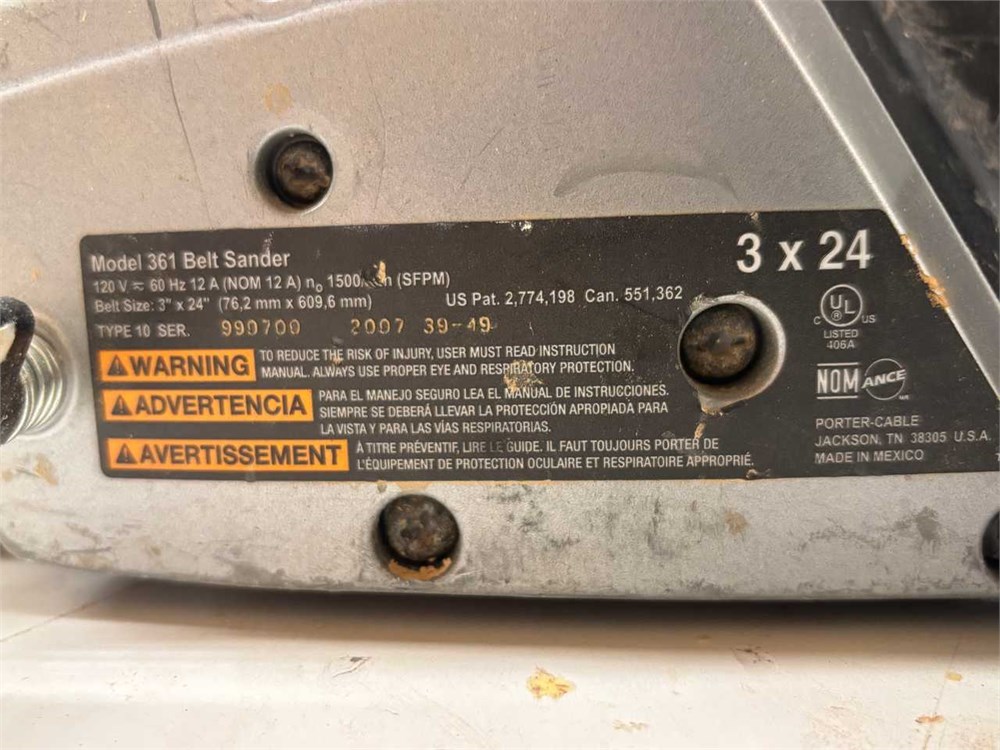 Model 361 Belt Sander
3 x 24
120 V ≂ 60 Hz 12 A (NOM 12 A) n₀ (SFPM)
Belt Size: 3" x 24" (76,2 mm x 609,6 mm)
US Pat. 2,774,198 Can. 551,362
TYPE 10 SER. 990700 2007 39-49
WARNING
TO REDUCE THE RISK OF INJURY, USER MUST READ INSTRUCTION
MANUAL. ALWAYS USE PROPER EYE AND RESPIRATORY PROTECTION.
ADVERTENCIA
PARA EL MANEJO SEGURO LEA EL MANUAL DE INSTRUCCIONES.
SIEMPRE SE DEBERÁ LLEVAR LA PROTECCIÓN APROPIADA PARA
LA VISTA Y PARA LAS VÍAS RESPIRATORIAS.
AVERTISSEMENT
À TITRE PRÉVENTIF, LIRE LE GUIDE. IL FAUT TOUJOURS PORTER DE
L'ÉQUIPEMENT DE PROTECTION OCULAIRE ET RESPIRATOIRE APPROPRIÉ.
C UL ® US
LISTED
406A
NOM ANCE
PORTER-CABLE
JACKSON, TN 38305 U.S.A.
MADE IN MEXICO